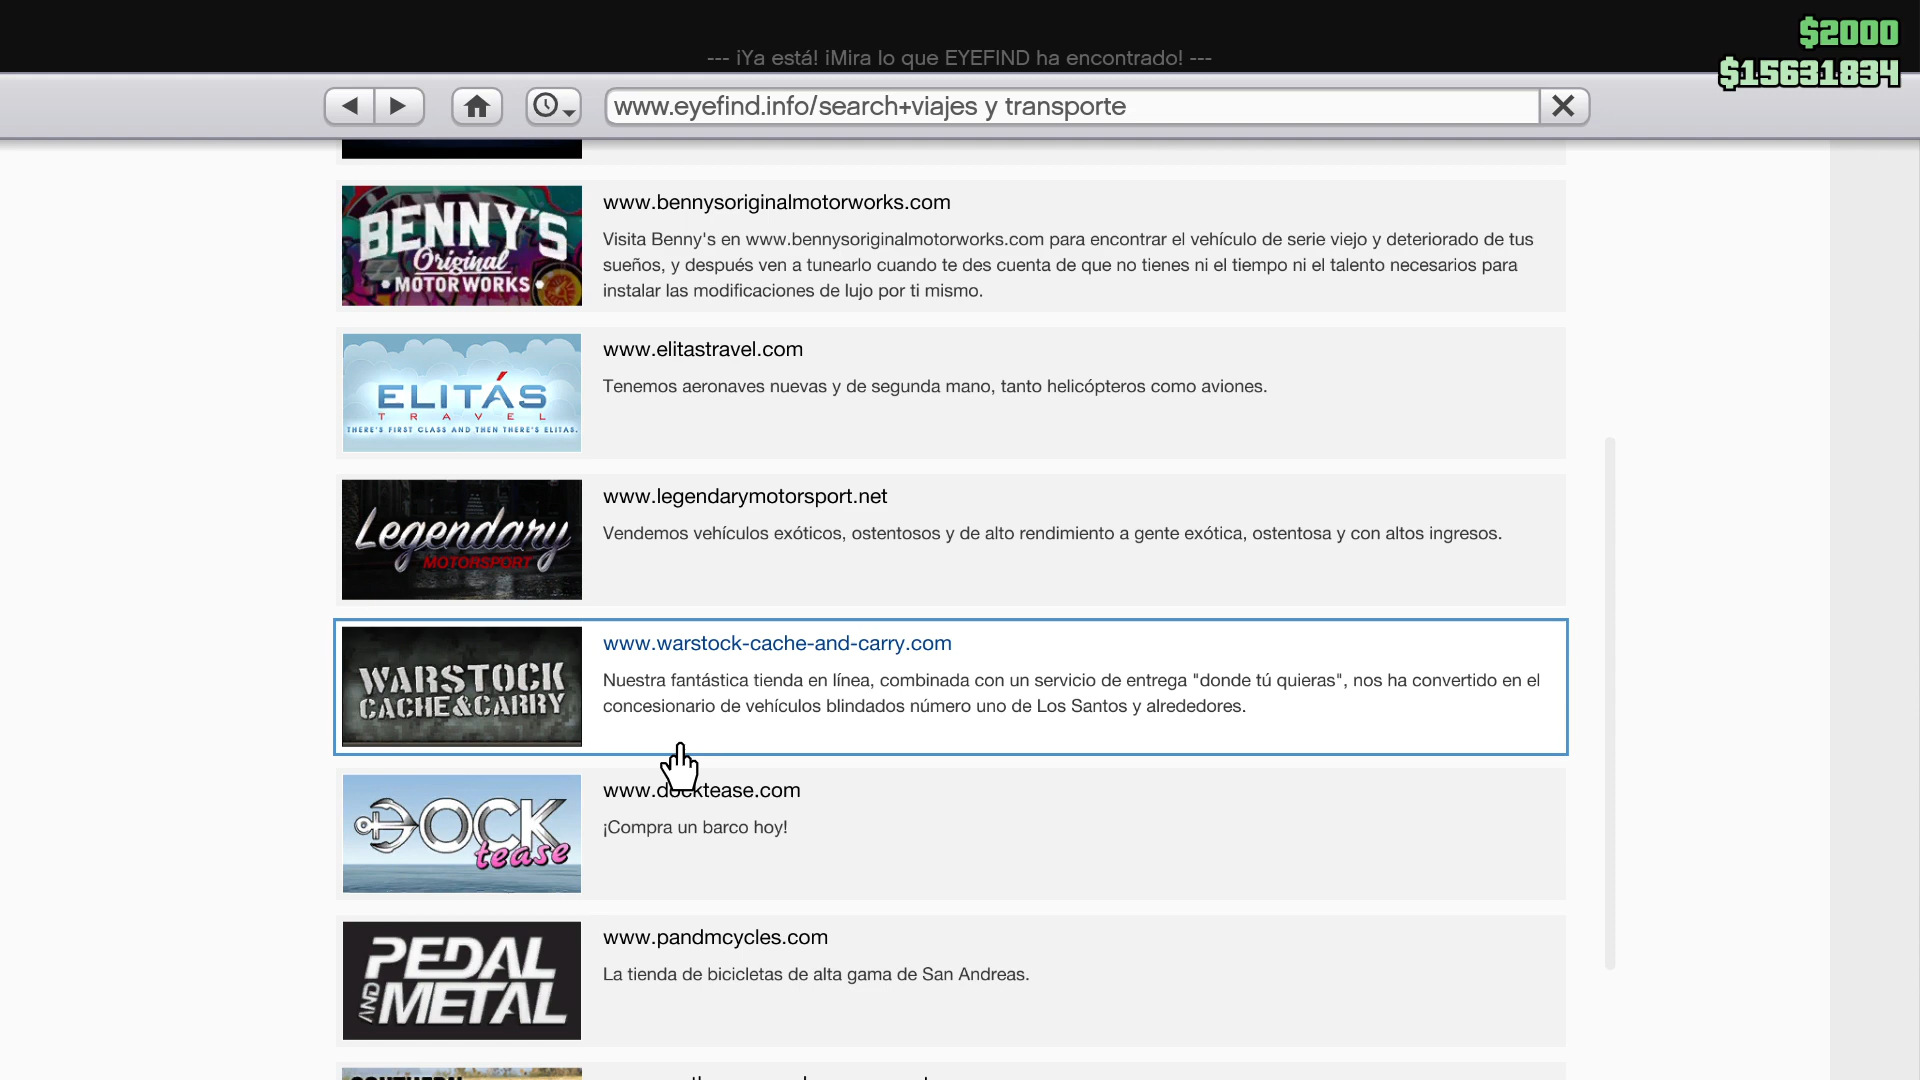 $2000
--- ¡Ya está! ¡Mira lo que EYEFIND ha encontrado! ---
$15631834
www.eyefind.info/search+viajes y transporte
BENNY'S
Original
MOTORWORKS
www.bennysoriginalmotorworks.com
Visita Benny's en www.bennysoriginalmotorworks.com para encontrar el vehículo de serie viejo y deteriorado de tus
sueños, y después ven a tunearlo cuando te des cuenta de que no tienes ni el tiempo ni el talento necesarios para
instalar las modificaciones de lujo por ti mismo.
ELITÁS
TRAVEL
THERE'S FIRST CLASS AND THEN THERE'S ELITAS.
www.elitastravel.com
Tenemos aeronaves nuevas y de segunda mano, tanto helicópteros como aviones.
Legendary
MOTORSPORT
www.legendarymotorsport.net
Vendemos vehículos exóticos, ostentosos y de alto rendimiento a gente exótica, ostentosa y con altos ingresos.
WARSTOCK
CACHE&CARRY
www.warstock-cache-and-carry.com
Nuestra fantástica tienda en línea, combinada con un servicio de entrega "donde tú quieras", nos ha convertido en el
concesionario de vehículos blindados número uno de Los Santos y alrededores.
DOCK
tease
www.docktease.com
¡Compra un barco hoy!
PEDAL
AND
METAL
www.pandmcycles.com
La tienda de bicicletas de alta gama de San Andreas.